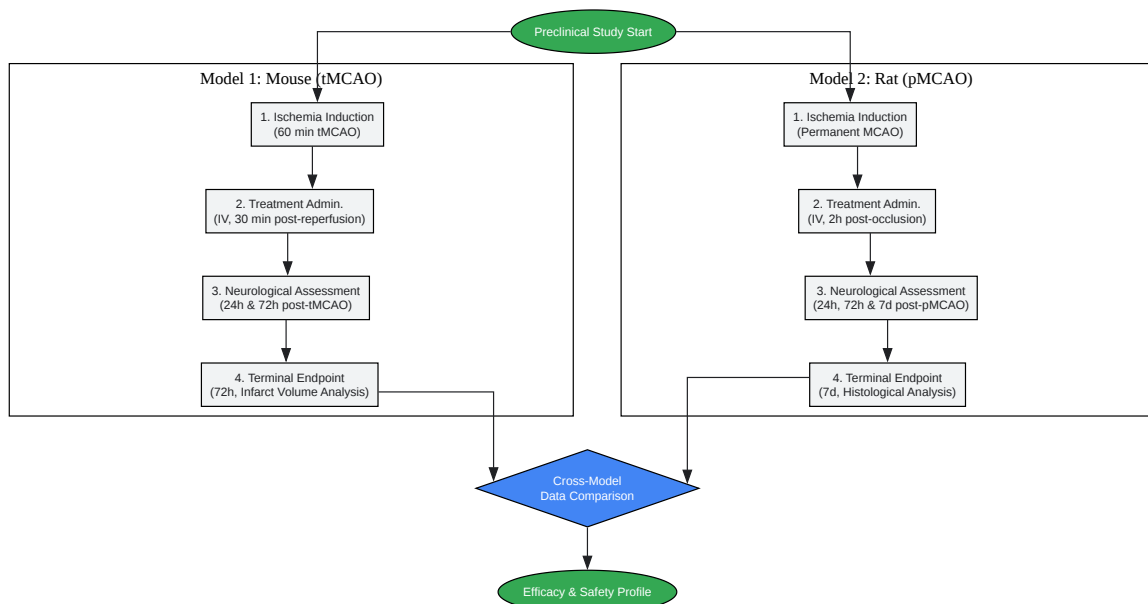 Preclinical Study Start
Model 1: Mouse (tMCAO)
1. Ischemia Induction
(60 min tMCAO)
2. Treatment Admin.
(IV, 30 min post-reperfusion)
3. Neurological Assessment
(24h & 72h post-tMCAO)
4. Terminal Endpoint
(72h, Infarct Volume Analysis)
Model 2: Rat (pMCAO)
1. Ischemia Induction
(Permanent MCAO)
2. Treatment Admin.
(IV, 2h post-occlusion)
3. Neurological Assessment
(24h, 72h & 7d post-pMCAO)
4. Terminal Endpoint
(7d, Histological Analysis)
Cross-Model
Data Comparison
Efficacy & Safety Profile